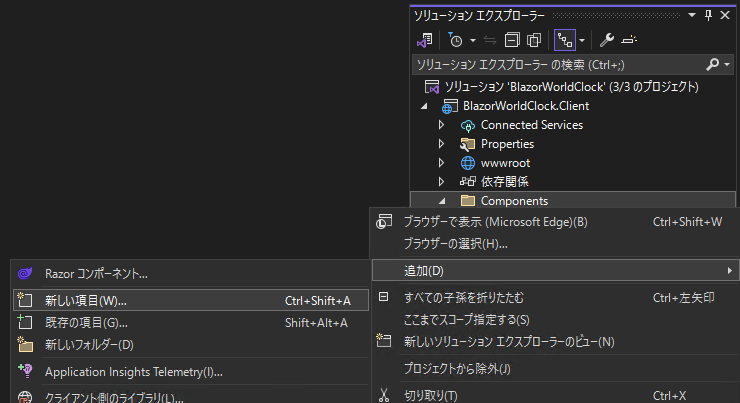 ソリューション エクスプローラー
ソリューション エクスプローラー の検索 (Ctrl+;)
ソリューション 'BlazorWorldClock' (3/3 のプロジェクト)
BlazorWorldClock.Client
Connected Services
Properties
wwwroot
依存関係
Components
ブラウザーで表示 (Microsoft Edge)(B) Ctrl+Shift+W
ブラウザーの選択(H)...
追加(D)
すべての子孫を折りたたむ Ctrl+左矢印
ここまでスコープ指定する(S)
新しいソリューション エクスプローラーのビュー(N)
プロジェクトから除外(J)
切り取り(T) Ctrl+X
Razor コンポーネント...
新しい項目(W)... Ctrl+Shift+A
既存の項目(G)... Shift+Alt+A
新しいフォルダー(D)
Application Insights Telemetry(I)...
クライアント側のライブラリ(L)...